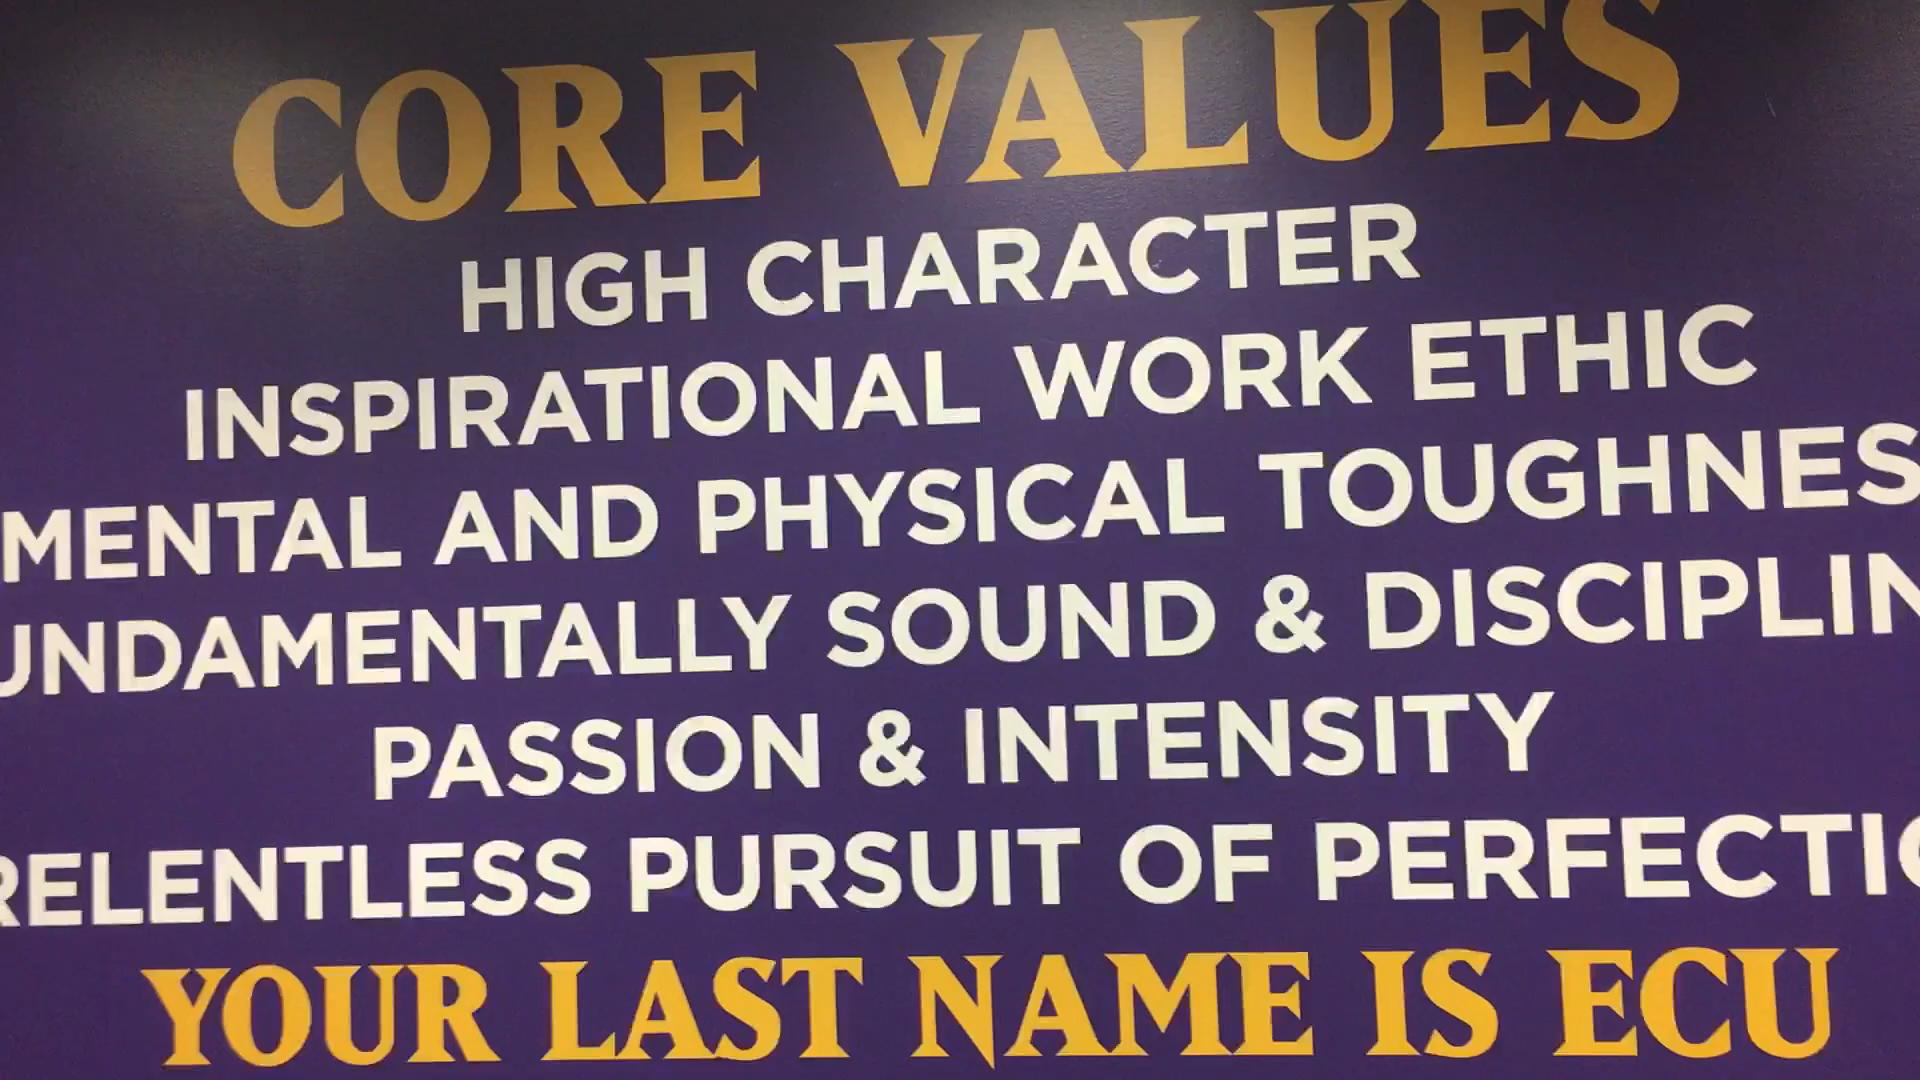 CORE VALUES
HIGH CHARACTER
INSPIRATIONAL WORK ETHIC
MENTAL AND PHYSICAL TOUGHNES
UNDAMENTALLY SOUND & DISCIPLIN
PASSION & INTENSITY
RELENTLESS PURSUIT OF PERFECTIO
YOUR LAST NAME IS ECU